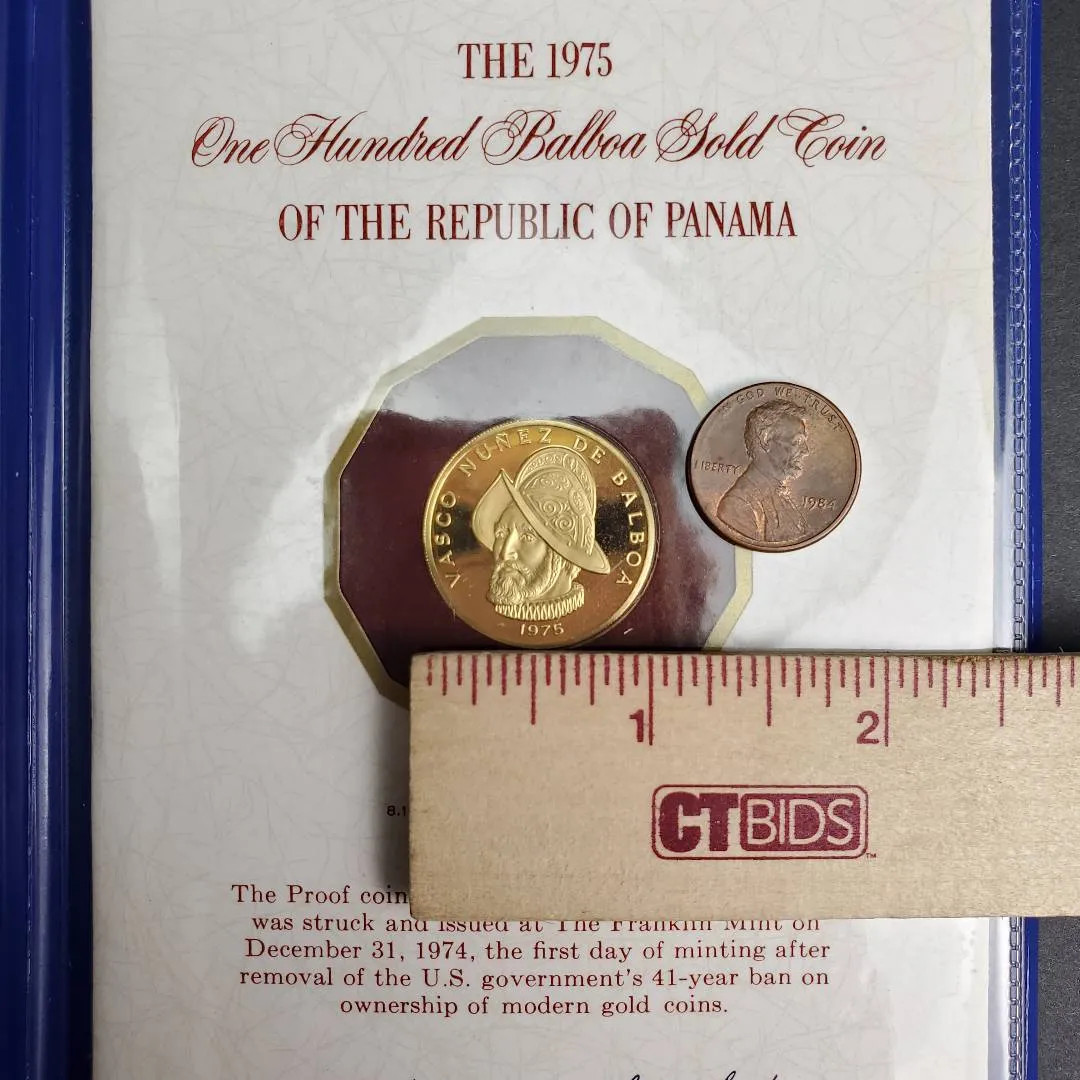 THE 1975
One Hundred Balboa Gold Coin
OF THE REPUBLIC OF PANAMA
VASCO NUÑEZ DE BALBOA
1975
IN GOD WE TRUST
LIBERTY
1984
1
2
CTBIDS™
8.1
The Proof coin
was struck and issued at The Franklin Mint on
December 31, 1974, the first day of minting after
removal of the U.S. government's 41-year ban on
ownership of modern gold coins.